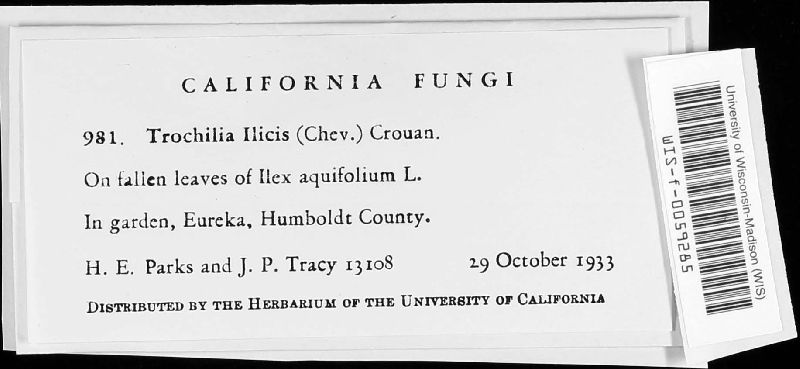 CALIFORNIA FUNGI
981. Trochilia Ilicis (Chev.) Crouan.
On fallen leaves of Ilex aquifolium L.
In garden, Eureka, Humboldt County.
H. E. Parks and J. P. Tracy 13108 29 October 1933
DISTRIBUTED BY THE HERBARIUM OF THE UNIVERSITY OF CALIFORNIA
University of Wisconsin-Madison (WIS)
WIS-f-0059285